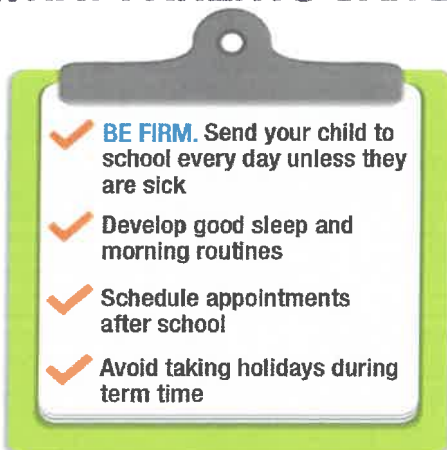 BE FIRM. Send your child to
school every day unless they
are sick
Develop good sleep and
morning routines
Schedule appointments
after school
Avoid taking holidays during
term time